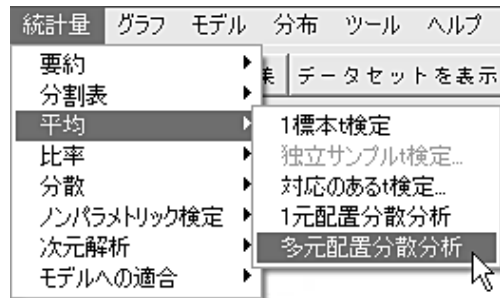 統計量 グラフ モデル 分布 ツール ヘルプ
要約
データセットを表示
分割表
平均
比率
分散
ノンパラメトリック検定
次元解析
モデルへの適合
1標本t検定
独立サンプルt検定...
対応のあるt検定...
1元配置分散分析
多元配置分散分析